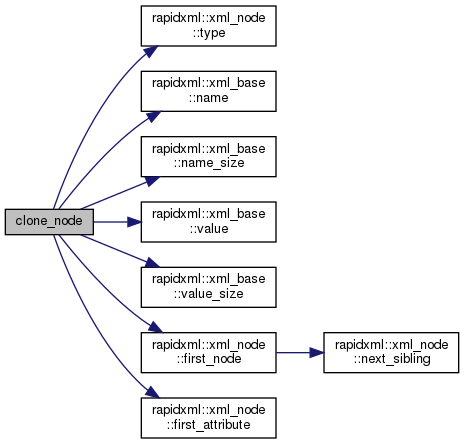 rapidxml::xml_node
::type
rapidxml::xml_base
::name
rapidxml::xml_base
::name_size
clone_node
rapidxml::xml_base
::value
rapidxml::xml_base
::value_size
rapidxml::xml_node
::first_node
rapidxml::xml_node
::next_sibling
rapidxml::xml_node
::first_attribute